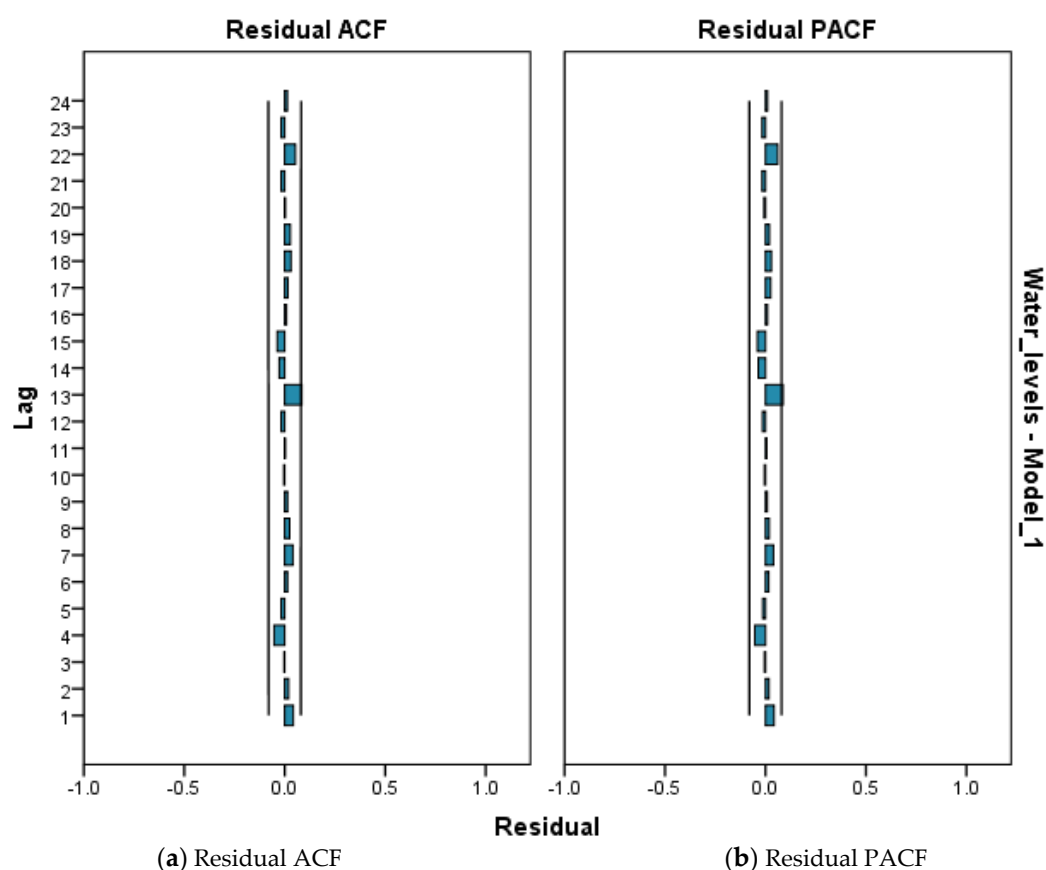 Residual ACF
Residual PACF
24
23
22
21
20
19
18
17
16
15
14
13
12
11
10
9
8
7
6
5
4
3
2
1
Lag
-1.0 -0.5 0.0 0.5 1.0
-1.0 -0.5 0.0 0.5 1.0
Residual
Water_levels - Model_1
(a) Residual ACF
(b) Residual PACF